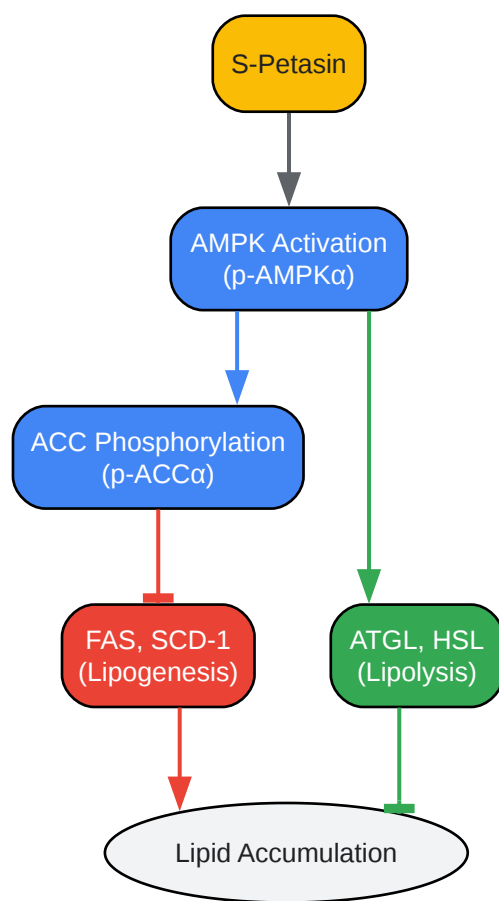 S-Petasin
AMPK Activation
(p-AMPKα)
ACC Phosphorylation
(p-ACCα)
FAS, SCD-1
(Lipogenesis)
ATGL, HSL
(Lipolysis)
Lipid Accumulation